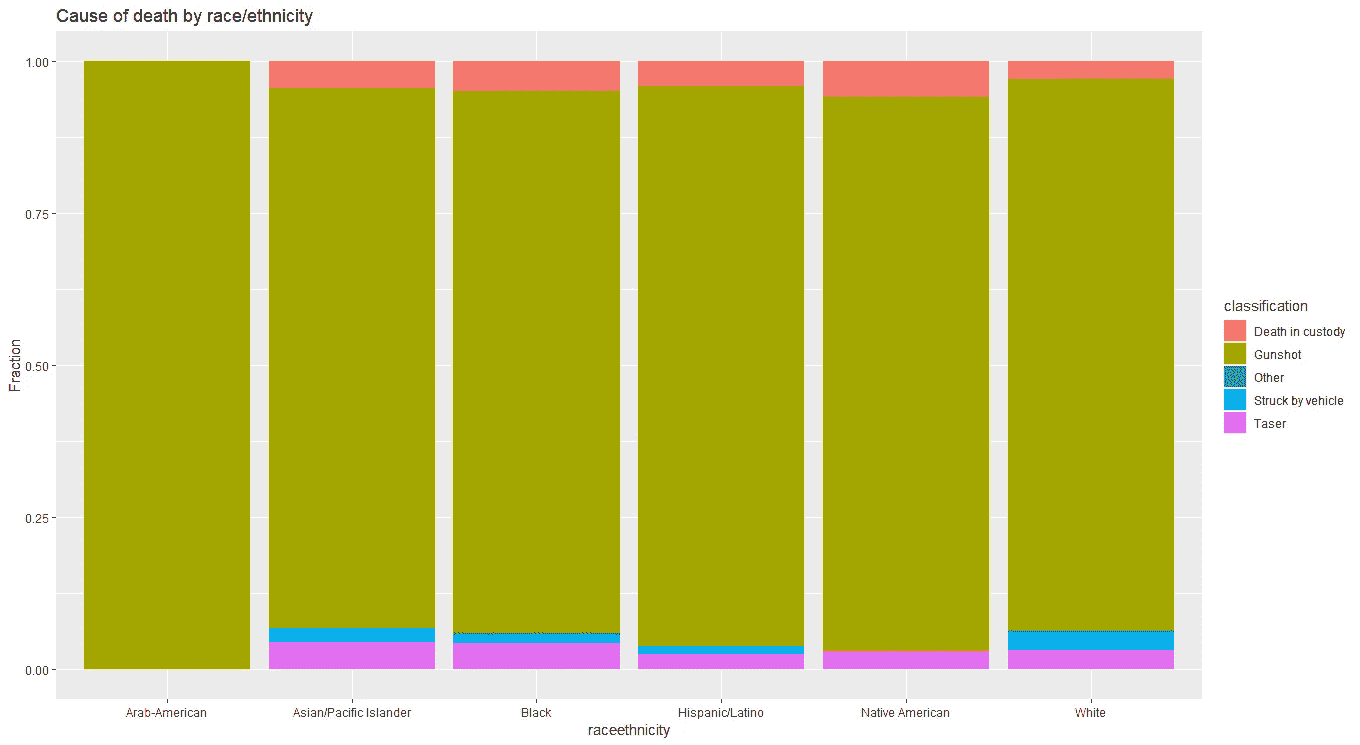 Cause of death by race/ethnicity
1.00
0.75
0.50
0.25
0.00
Fraction
Arab-American Asian/Pacific Islander Black Hispanic/Latino Native American White
raceethnicity
classification
Death in custody
Gunshot
Other
Struck by vehicle
Taser